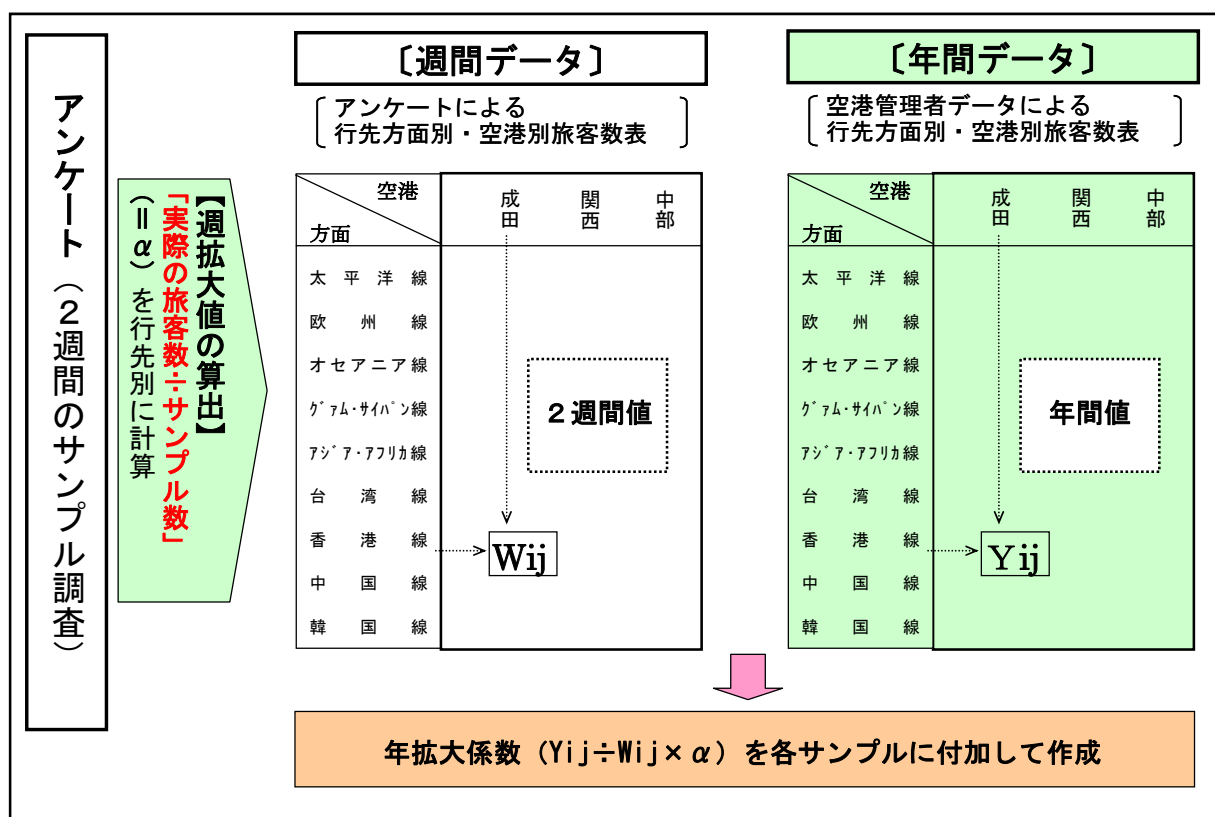 アンケート（２週間のサンプル調査）
【週拡大値の算出】
「実際の旅客数÷サンプル数」
（＝α）を行先別に計算
〔週間データ〕
アンケートによる
行先方面別・空港別旅客数表
空港
方面
成田
関西
中部
太平洋線
欧州線
オセアニア線
ｸﾞｧﾑ・ｻｲﾊﾟﾝ線
ｱｼﾞｱ・ｱﾌﾘｶ線
台湾線
香港線
中国線
韓国線
２週間値
Wij
〔年間データ〕
空港管理者データによる
行先方面別・空港別旅客数表
空港
方面
成田
関西
中部
太平洋線
欧州線
オセアニア線
ｸﾞｧﾑ・ｻｲﾊﾟﾝ線
ｱｼﾞｱ・ｱﾌﾘｶ線
台湾線
香港線
中国線
韓国線
年間値
Ｙij
年拡大係数（Yij÷Wij×α）を各サンプルに付加して作成